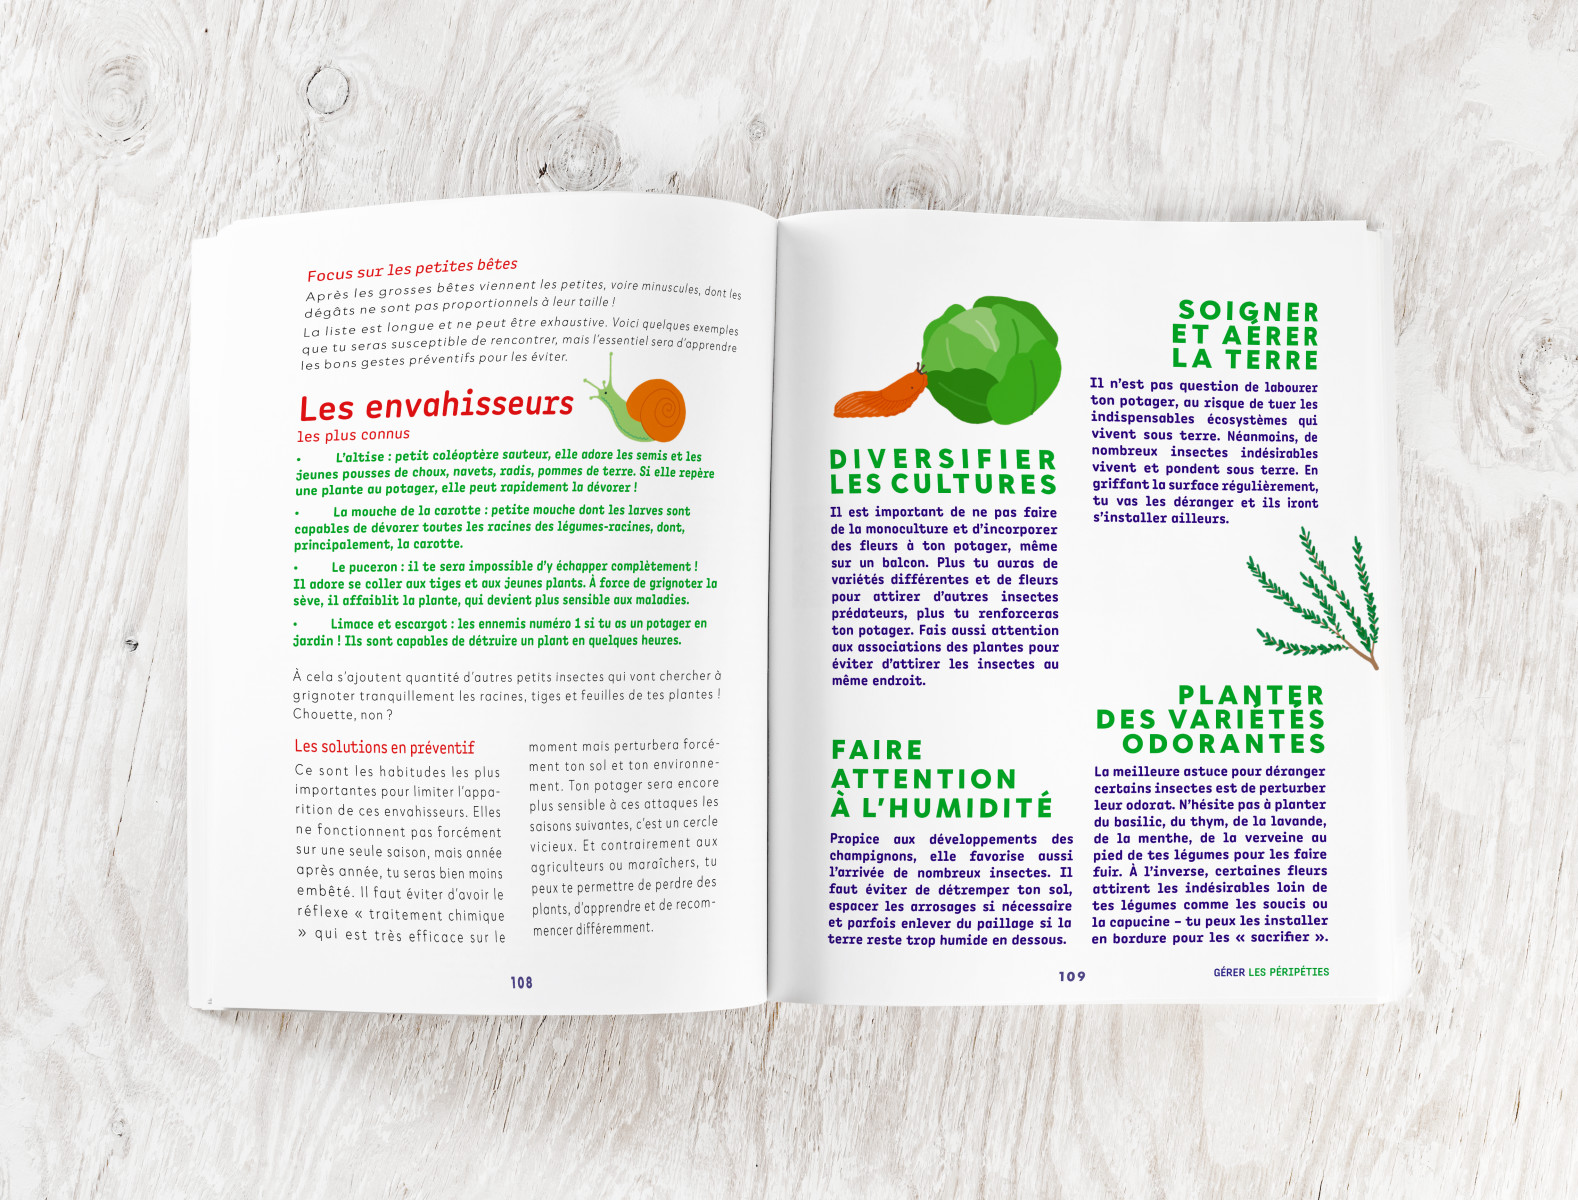 Focus sur les petites bêtes
Après les grosses bêtes viennent les petites, voire minuscules, dont les
dégâts ne sont pas proportionnels à leur taille !
La liste est longue et ne peut être exhaustive. Voici quelques exemples
que tu seras susceptible de rencontrer, mais l'essentiel sera d'apprendre
les bons gestes préventifs pour les éviter.
Les envahisseurs
les plus connus
• L'altise : petit coléoptère sauteur, elle adore les semis et les
jeunes pousses de choux, navets, radis, pommes de terre. Si elle repère
une plante au potager, elle peut rapidement la dévorer !
• La mouche de la carotte : petite mouche dont les larves sont
capables de dévorer toutes les racines des légumes-racines, dont,
principalement, la carotte.
• Le puceron : il te sera impossible d'y échapper complètement !
Il adore se coller aux tiges et aux jeunes plants. À force de grignoter la
sève, il affaiblit la plante, qui devient plus sensible aux maladies.
• Limace et escargot : les ennemis numéro 1 si tu as un potager en
jardin ! Ils sont capables de détruire un plant en quelques heures.
À cela s'ajoutent quantité d'autres petits insectes qui vont chercher à
grignoter tranquillement les racines, tiges et feuilles de tes plantes !
Chouette, non ?
Les solutions en préventif
Ce sont les habitudes les plus
importantes pour limiter l'appa-
rition de ces envahisseurs. Elles
ne fonctionnent pas forcément
sur une seule saison, mais année
après année, tu seras bien moins
embêté. Il faut éviter d'avoir le
réflexe « traitement chimique
» qui est très efficace sur le
moment mais perturbera forcé-
ment ton sol et ton environne-
ment. Ton potager sera encore
plus sensible à ces attaques les
saisons suivantes, c'est un cercle
vicieux. Et contrairement aux
agriculteurs ou maraîchers, tu
peux te permettre de perdre des
plants, d'apprendre et de recom-
mencer différemment.
108
DIVERSIFIER
LES CULTURES
Il est important de ne pas faire
de la monoculture et d'incorporer
des fleurs à ton potager, même
sur un balcon. Plus tu auras de
variétés différentes et de fleurs
pour attirer d'autres insectes
prédateurs, plus tu renforceras
ton potager. Fais aussi attention
aux associations des plantes pour
éviter d'attirer les insectes au
même endroit.
FAIRE
ATTENTION
À L'HUMIDITÉ
Propice aux développements des
champignons, elle favorise aussi
l'arrivée de nombreux insectes. Il
faut éviter de détremper ton sol,
espacer les arrosages si nécessaire
et parfois enlever du paillage si la
terre reste trop humide en dessous.
SOIGNER
ET AÉRER
LA TERRE
Il n'est pas question de labourer
ton potager, au risque de tuer les
indispensables écosystèmes qui
vivent sous terre. Néanmoins, de
nombreux insectes indésirables
vivent et pondent sous terre. En
griffant la surface régulièrement,
tu vas les déranger et ils iront
s'installer ailleurs.
PLANTER
DES VARIÉTÉS
ODORANTES
La meilleure astuce pour déranger
certains insectes est de perturber
leur odorat. N'hésite pas à planter
du basilic, du thym, de la lavande,
de la menthe, de la verveine au
pied de tes légumes pour les faire
fuir. À l'inverse, certaines fleurs
attirent les indésirables loin de
tes légumes comme les soucis ou
la capucine – tu peux les installer
en bordure pour les « sacrifier ».
109
GÉRER LES PÉRIPÉTIES